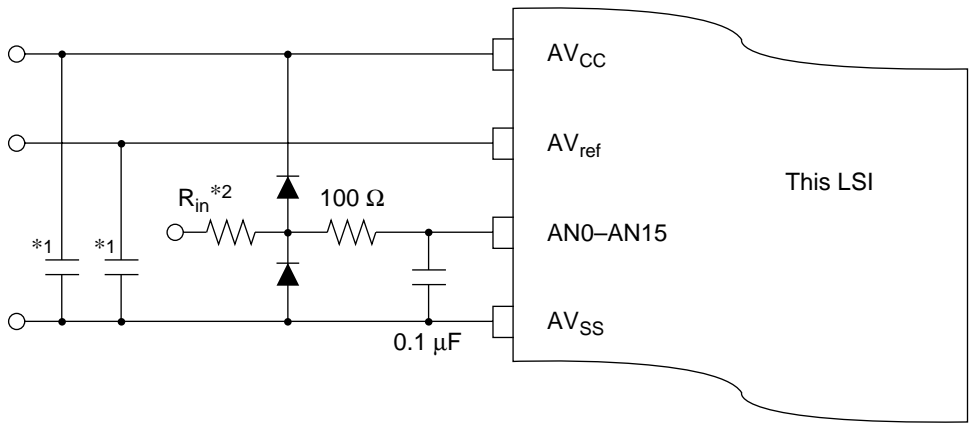 AVCC
AVref
This LSI
Rin*2
100 Ω
AN0–AN15
*1
*1
AVSS
0.1 μF